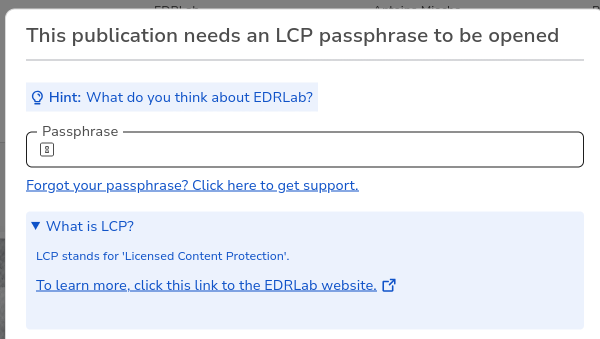 This publication needs an LCP passphrase to be opened
Hint: What do you think about EDRLab?
Passphrase
Forgot your passphrase? Click here to get support.
What is LCP?
LCP stands for 'Licensed Content Protection'.
To learn more, click this link to the EDRLab website.